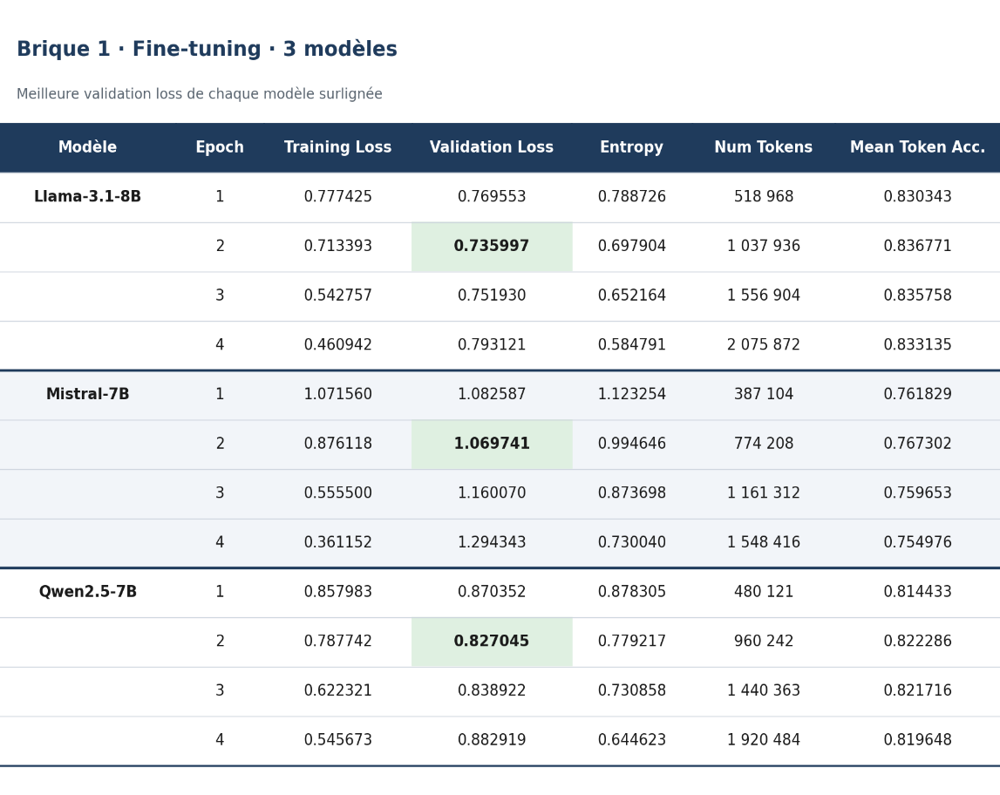 Brique 1 · Fine-tuning · 3 modèles
Meilleure validation loss de chaque modèle surlignée
Modèle Epoch Training Loss Validation Loss Entropy Num Tokens Mean Token Acc.
Llama-3.1-8B 1 0.777425 0.769553 0.788726 518 968 0.830343
2 0.713393 0.735997 0.697904 1 037 936 0.836771
3 0.542757 0.751930 0.652164 1 556 904 0.835758
4 0.460942 0.793121 0.584791 2 075 872 0.833135
Mistral-7B 1 1.071560 1.082587 1.123254 387 104 0.761829
2 0.876118 1.069741 0.994646 774 208 0.767302
3 0.555500 1.160070 0.873698 1 161 312 0.759653
4 0.361152 1.294343 0.730040 1 548 416 0.754976
Qwen2.5-7B 1 0.857983 0.870352 0.878305 480 121 0.814433
2 0.787742 0.827045 0.779217 960 242 0.822286
3 0.622321 0.838922 0.730858 1 440 363 0.821716
4 0.545673 0.882919 0.644623 1 920 484 0.819648